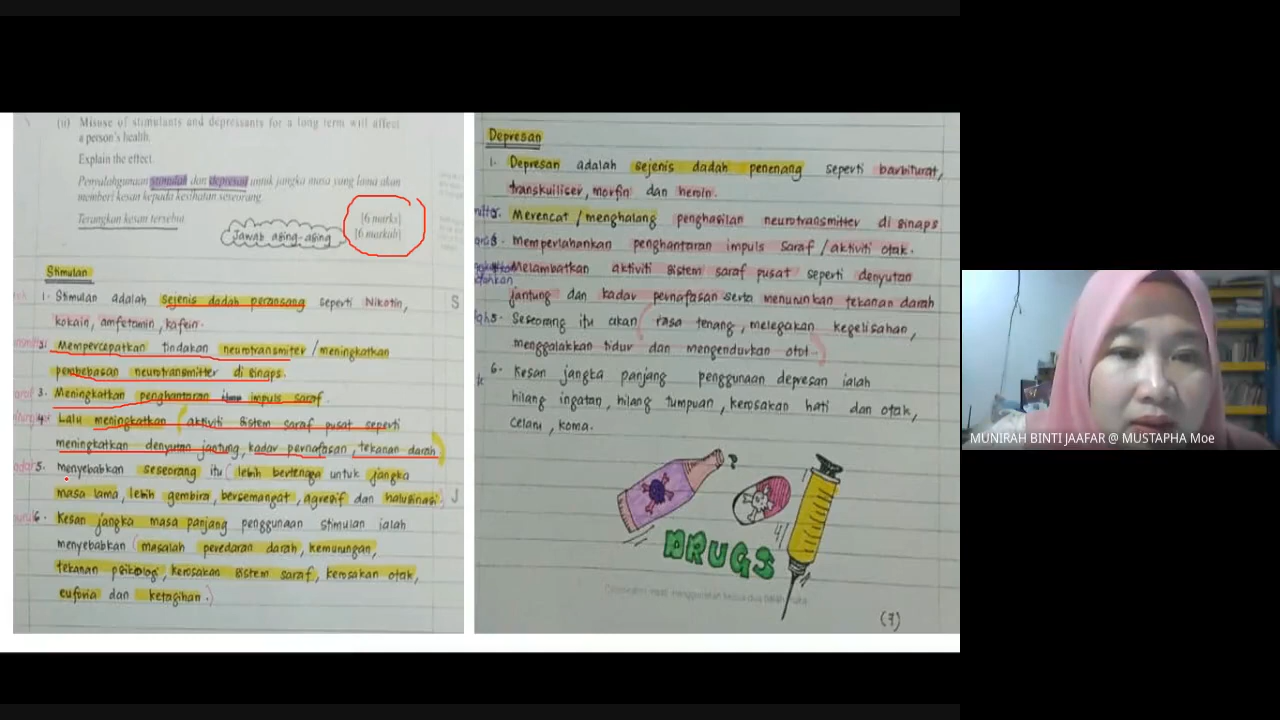 (ii) Misuse of stimulants and depressants for a long term will affect
a person's health.
Explain the effect.
Penyalahgunaan stimulan dan depresan untuk jangka masa yang lama akan
memberi kesan kepada kesihatan seseorang.
Terangkan kesan tersebut.
[6 marks]
[6 markah]
Jawab asing-asing
Stimulan
1. Stimulan adalah sejenis dadah perangsang seperti Nikotin,
kokain, amfetamin, kafein.
2. Mempercepatkan tindakan neurotransmiter / meningkatkan
pembebasan neurotransmitter di sinaps.
3. Meningkatkan penghantaran impuls saraf.
4. Lalu meningkatkan aktiviti sistem saraf pusat seperti
meningkatkan denyutan jantung, kadar pernafasan, tekanan darah
5. menyebabkan seseorang itu (lebih bertenaga untuk jangka
masa lama, lebih gembira, bersemangat, agresif dan halusinasi)
6. Kesan jangka masa panjang penggunaan stimulan ialah
menyebabkan (masalah peredaran darah, kemurungan,
tekanan psikologi, kerosakan sistem saraf, kerosakan otak,
euforia dan ketagihan.)
S
J
Depresan
1. Depresan adalah sejenis dadah penenang seperti barbiturat,
transkuiliser, morfin dan heroin.
Merencat / menghalang penghasilan neurotransmitter di sinaps
Memperlahankan penghantaran impuls saraf / aktiviti otak.
Melambatkan aktiviti sistem saraf pusat seperti denyutan
jantung dan kadar pernafasan serta menurunkan tekanan darah
5. Seseorang itu akan (rasa tenang, melegakan kegelisahan,
menggalakkan tidur dan mengendurkan otot.)
6. Kesan jangka panjang penggunaan depresan ialah
hilang ingatan, hilang tumpuan, kerosakan hati dan otak,
celaru, koma.
?
DRUGS
(7)
MUNIRAH BINTI JAAFAR @ MUSTAPHA Moe